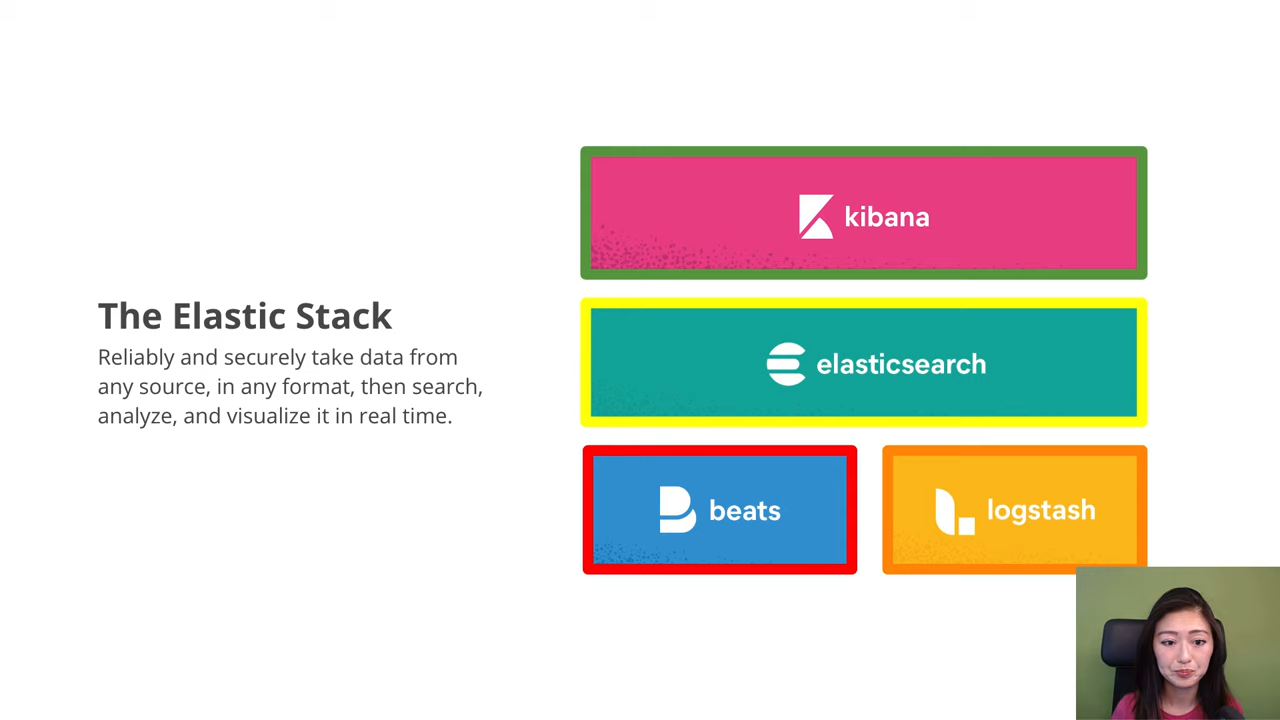 The Elastic Stack
Reliably and securely take data from
any source, in any format, then search,
analyze, and visualize it in real time.
kibana
elasticsearch
beats
logstash